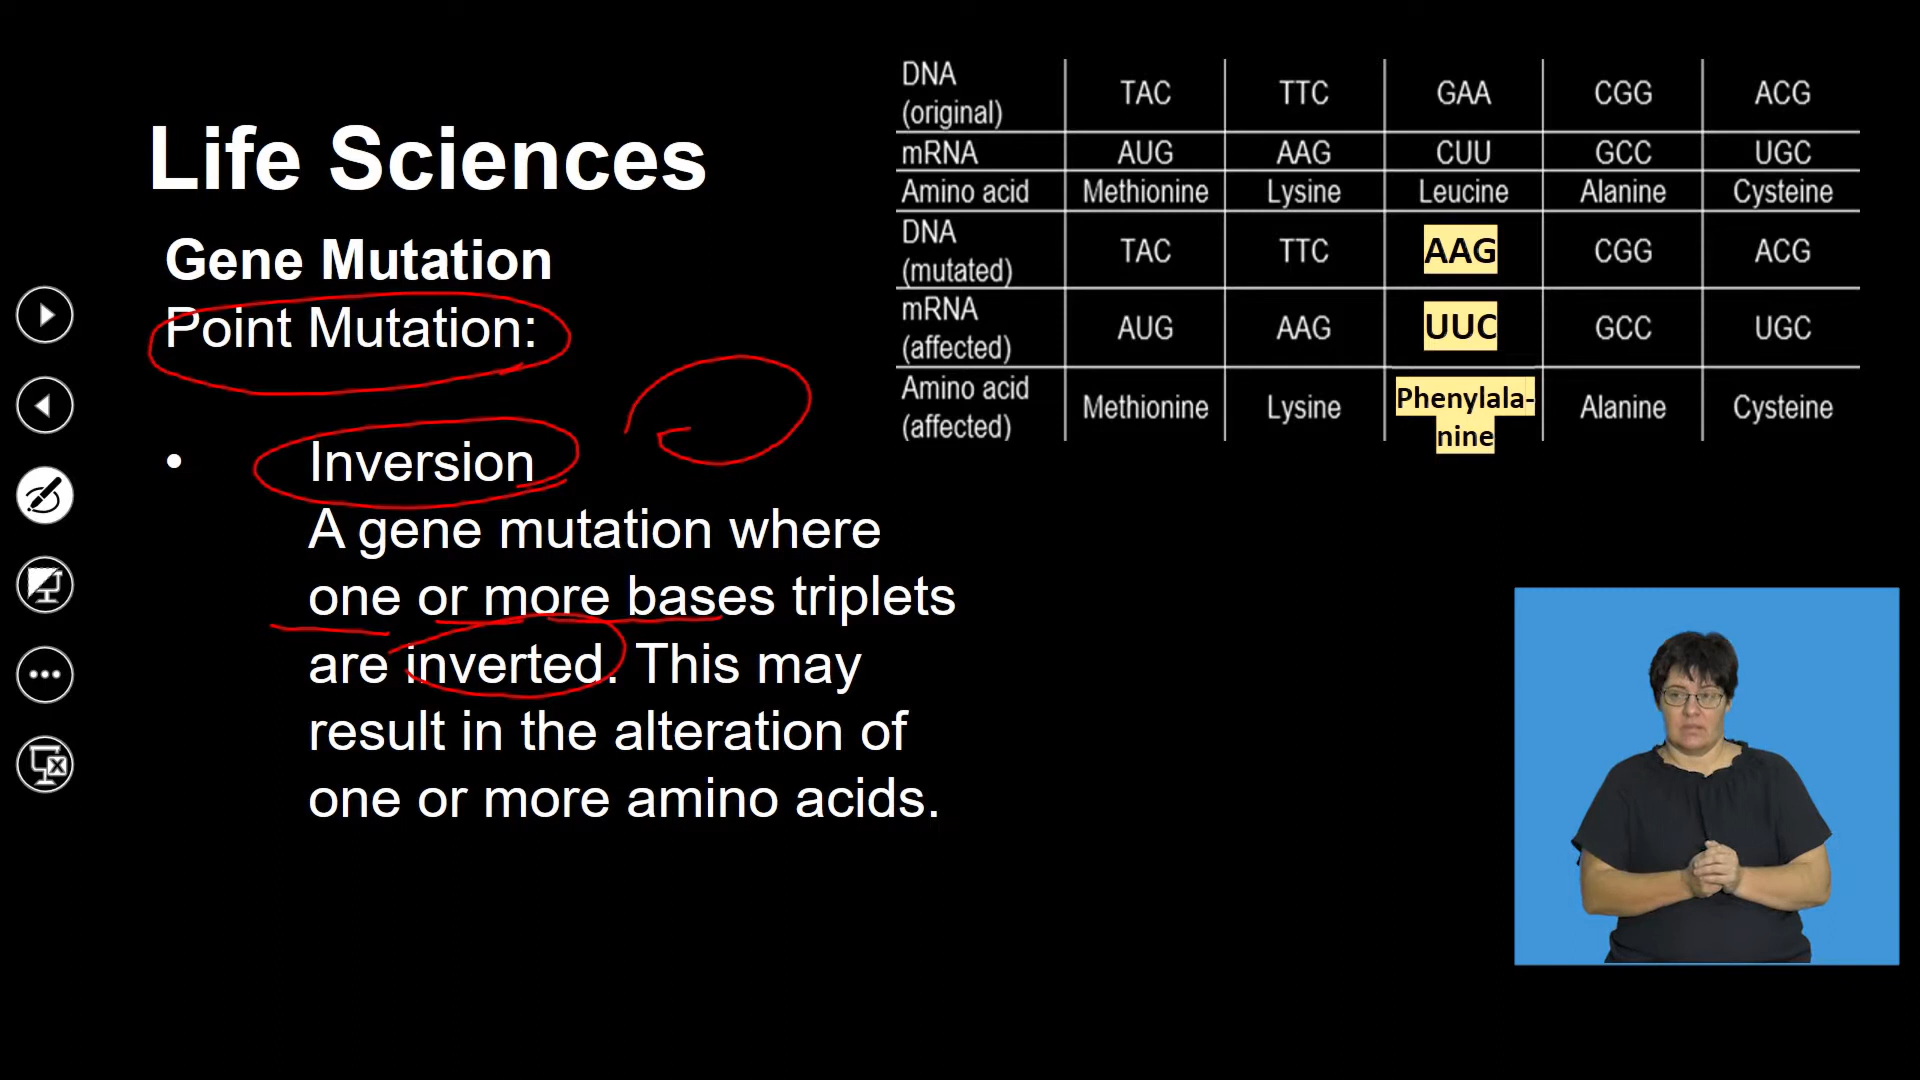 Life Sciences
Gene Mutation
Point Mutation:
• Inversion
A gene mutation where
one or more bases triplets
are inverted. This may
result in the alteration of
one or more amino acids.
DNA (original) TAC TTC GAA CGG ACG
mRNA AUG AAG CUU GCC UGC
Amino acid Methionine Lysine Leucine Alanine Cysteine
DNA (mutated) TAC TTC AAG CGG ACG
mRNA (affected) AUG AAG UUC GCC UGC
Amino acid (affected) Methionine Lysine Phenylala-nine Alanine Cysteine